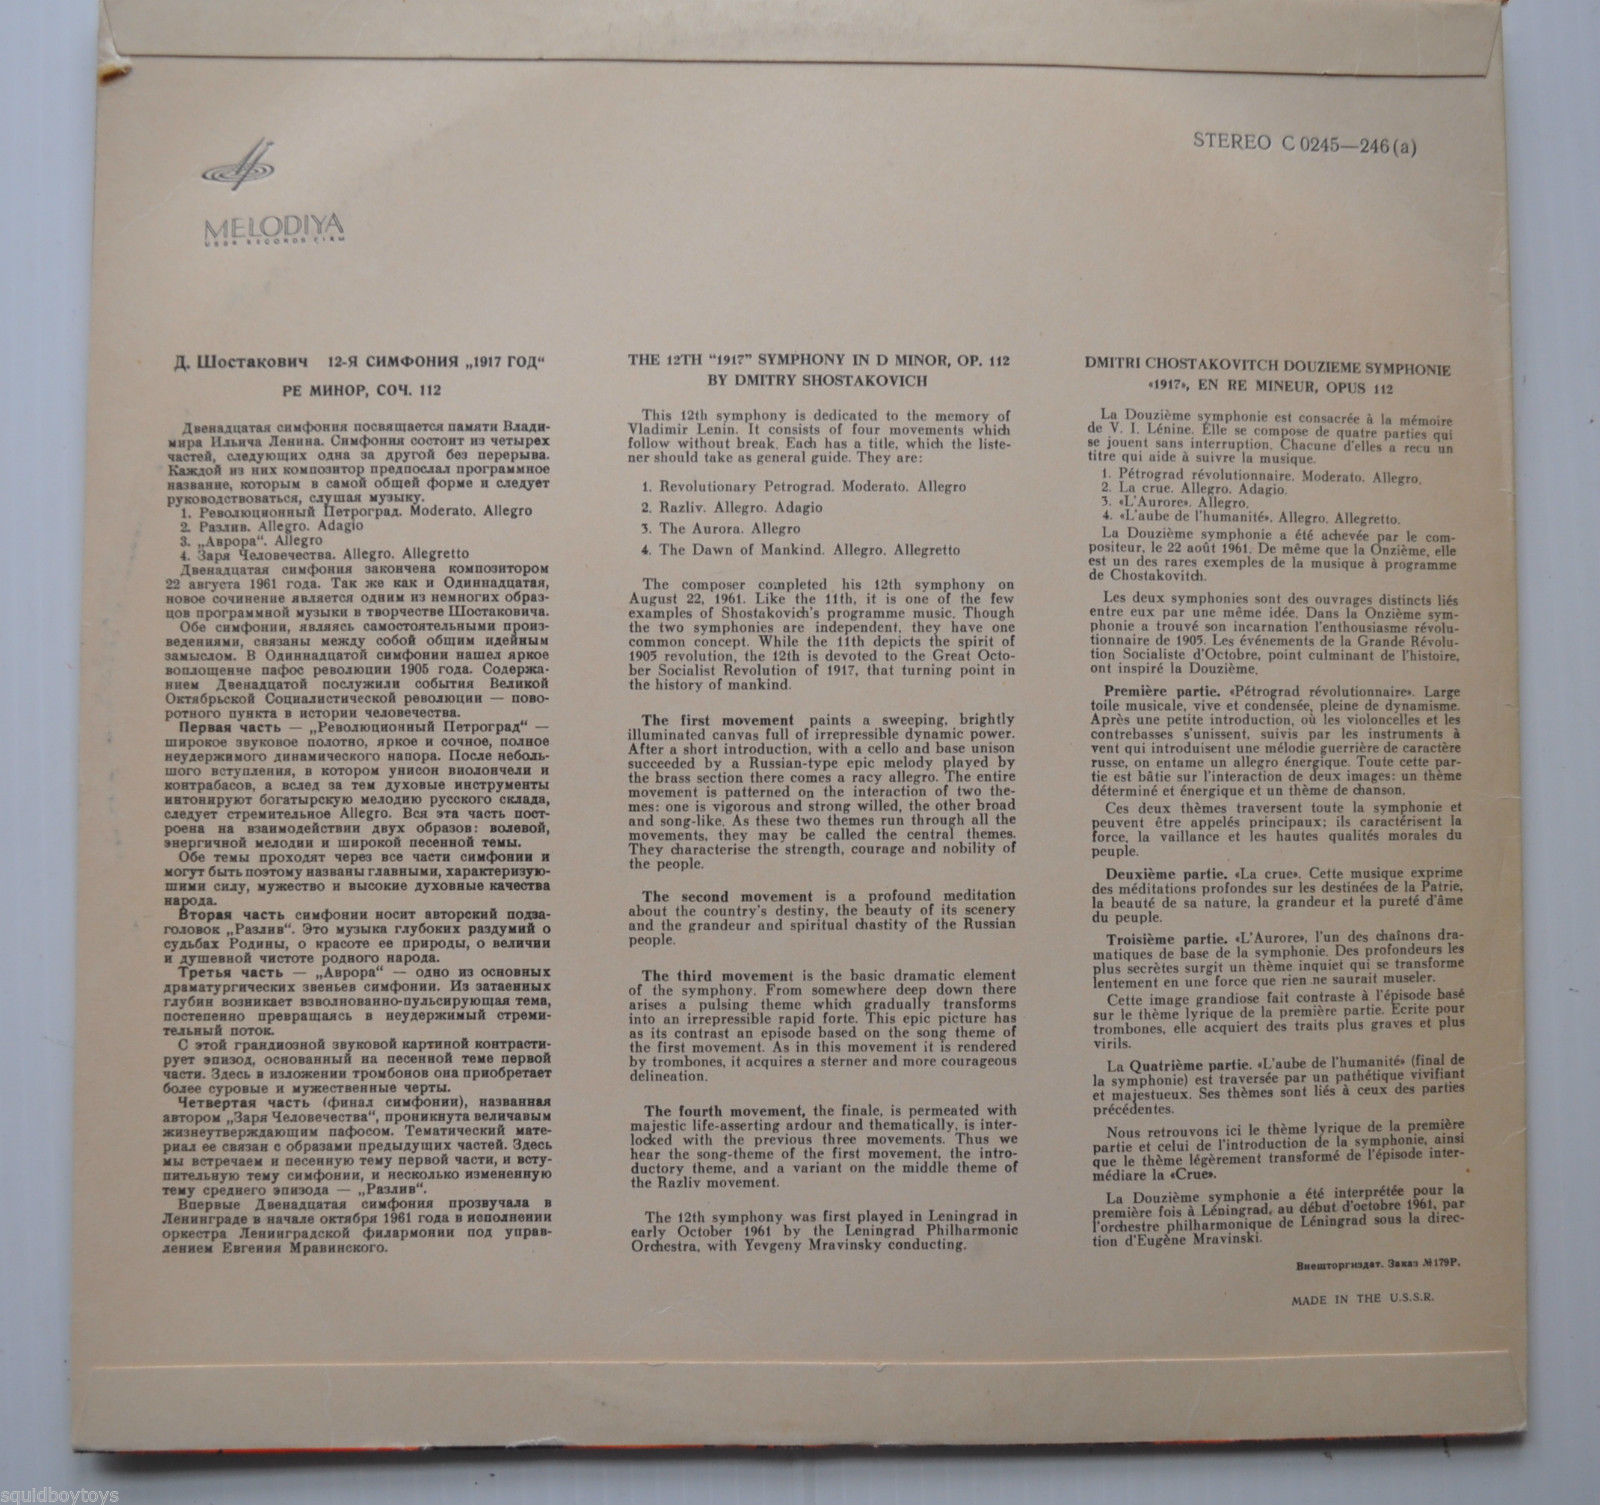 STEREO C 0245—246 (a)
MELODIYA
USSR RECORDS FIRM
Д. Шостакович 12-Я СИМФОНИЯ „1917 ГОД“
РЕ МИНОР, СОЧ. 112
Двенадцатая симфония посвящается памяти Влади-
мира Ильича Ленина. Симфония состоит из четырех
частей, следующих одна за другой без перерыва.
Каждой из них композитор предпослал программное
название, которым в самой общей форме и следует
руководствоваться, слушая музыку.
1. Революционный Петроград. Moderato. Allegro
2. Разлив. Allegro. Adagio
3. „Аврора“. Allegro
4. Заря Человечества. Allegro. Allegretto
Двенадцатая симфония закончена композитором
22 августа 1961 года. Так же как и Одиннадцатая,
новое сочинение является одним из немногих образ-
цов программной музыки в творчестве Шостаковича.
Обе симфонии, являясь самостоятельными произ-
ведениями, связаны между собой общим идейным
замыслом. В Одиннадцатой симфонии нашел яркое
воплощение пафос революции 1905 года. Содержа-
нием Двенадцатой послужили события Великой
Октябрьской Социалистической революции — пово-
ротного пункта в истории человечества.
Первая часть — „Революционный Петроград“ —
широкое звуковое полотно, яркое и сочное, полное
неудержимого динамического напора. После неболь-
шого вступления, в котором унисон виолончели и
контрабасов, а вслед за тем духовые инструменты
интонируют богатырскую мелодию русского склада,
следует стремительное Allegro. Вся эта часть пост-
роена на взаимодействии двух образов: волевой,
энергичной мелодии и широкой песенной темы.
Обе темы проходят через все части симфонии и
могут быть поэтому названы главными, характеризую-
щими силу, мужество и высокие духовные качества
народа.
Вторая часть симфонии носит авторский подза-
головок „Разлив“. Это музыка глубоких раздумий о
судьбах Родины, о красоте ее природы, о величии
и душевной чистоте родного народа.
Третья часть — „Аврора“ — одно из основных
драматургических звеньев симфонии. Из затаенных
глубин возникает взволнованно-пульсирующая тема,
постепенно превращаясь в неудержимый стреми-
тельный поток.
С этой грандиозной звуковой картиной контрасти-
рует эпизод, основанный на песенной теме первой
части. Здесь в изложении тромбонов она приобретает
более суровые и мужественные черты.
Четвертая часть (финал симфонии), названная
автором „Заря Человечества“, проникнута величавым
жизнеутверждающим пафосом. Тематический мате-
риал ее связан с образами предыдущих частей. Здесь
мы встречаем и песенную тему первой части, и всту-
пительную тему симфонии, и несколько измененную
тему среднего эпизода — „Разлив“.
Впервые Двенадцатая симфония прозвучала в
Ленинграде в начале октября 1961 года в исполнении
оркестра Ленинградской филармонии под управ-
лением Евгения Мравинского.
THE 12TH “1917” SYMPHONY IN D MINOR, OP. 112
BY DMITRY SHOSTAKOVICH
This 12th symphony is dedicated to the memory of
Vladimir Lenin. It consists of four movements which
follow without break. Each has a title, which the liste-
ner should take as general guide. They are:
1. Revolutionary Petrograd. Moderato. Allegro
2. Razliv. Allegro. Adagio
3. The Aurora. Allegro
4. The Dawn of Mankind. Allegro. Allegretto
The composer completed his 12th symphony on
August 22, 1961. Like the 11th, it is one of the few
examples of Shostakovich's programme music. Though
the two symphonies are independent, they have one
common concept. While the 11th depicts the spirit of
1905 revolution, the 12th is devoted to the Great Octo-
ber Socialist Revolution of 1917, that turning point in
the history of mankind.
The first movement paints a sweeping, brightly
illuminated canvas full of irrepressible dynamic power.
After a short introduction, with a cello and base unison
succeeded by a Russian-type epic melody played by
the brass section there comes a racy allegro. The entire
movement is patterned on the interaction of two the-
mes: one is vigorous and strong willed, the other broad
and song-like. As these two themes run through all the
movements, they may be called the central themes.
They characterise the strength, courage and nobility of
the people.
The second movement is a profound meditation
about the country's destiny, the beauty of its scenery
and the grandeur and spiritual chastity of the Russian
people.
The third movement is the basic dramatic element
of the symphony. From somewhere deep down there
arises a pulsing theme which gradually transforms
into an irrepressible rapid forte. This epic picture has
as its contrast an episode based on the song theme of
the first movement. As in this movement it is rendered
by trombones, it acquires a sterner and more courageous
delineation.
The fourth movement, the finale, is permeated with
majestic life-asserting ardour and thematically, is inter-
locked with the previous three movements. Thus we
hear the song-theme of the first movement, the intro-
ductory theme, and a variant on the middle theme of
the Razliv movement.
The 12th symphony was first played in Leningrad in
early October 1961 by the Leningrad Philharmonic
Orchestra, with Yevgeny Mravinsky conducting.
DMITRI CHOSTAKOVITCH DOUZIEME SYMPHONIE
«1917», EN RE MINEUR, OPUS 112
La Douzième symphonie est consacrée à la mémoire
de V. I. Lénine. Elle se compose de quatre parties qui
se jouent sans interruption. Chacune d'elles a recu un
titre qui aide à suivre la musique.
1. Pétrograd révolutionnaire. Moderato. Allegro.
2. La crue. Allegro. Adagio.
3. «L'Aurore». Allegro.
4. «L'aube de l'humanité». Allegro. Allegretto.
La Douzième symphonie a été achevée par le com-
positeur, le 22 août 1961. De même que la Onzième, elle
est un des rares exemples de la musique à programme
de Chostakovitch.
Les deux symphonies sont des ouvrages distincts liés
entre eux par une même idée. Dans la Onzième sym-
phonie a trouvé son incarnation l'enthousiasme révolu-
tionnaire de 1905. Les événements de la Grande Révolu-
tion Socialiste d'Octobre, point culminant de l'histoire,
ont inspiré la Douzième.
Première partie. «Pétrograd révolutionnaire». Large
toile musicale, vive et condensée, pleine de dynamisme.
Après une petite introduction, où les violoncelles et les
contrebasses s'unissent, suivis par les instruments à
vent qui introduisent une mélodie guerrière de caractère
russe, on entame un allegro énergique. Toute cette par-
tie est bâtie sur l'interaction de deux images: un thème
déterminé et énergique et un thème de chanson.
Ces deux thèmes traversent toute la symphonie et
peuvent être appelés principaux; ils caractérisent la
force, la vaillance et les hautes qualités morales du
peuple.
Deuxième partie. «La crue». Cette musique exprime
des méditations profondes sur les destinées de la Patrie,
la beauté de sa nature, la grandeur et la pureté d'âme
du peuple.
Troisième partie. «L'Aurore», l'un des chaînons dra-
matiques de base de la symphonie. Des profondeurs les
plus secrètes surgit un thème inquiet qui se transforme
lentement en une force que rien ne saurait museler.
Cette image grandiose fait contraste à l'épisode basé
sur le thème lyrique de la première partie. Ecrite pour
trombones, elle acquiert des traits plus graves et plus
virils.
La Quatrième partie. «L'aube de l'humanité» (final de
la symphonie) est traversée par un pathétique vivifiant
et majestueux. Ses thèmes sont liés à ceux des parties
précédentes.
Nous retrouvons ici le thème lyrique de la première
partie et celui de l'introduction de la symphonie, ainsi
que le thème légèrement transformé de l'épisode inter-
médiare la «Crue».
La Douzième symphonie a été interprétée pour la
première fois à Léningrad, au début d'octobre 1961, par
l'orchestre philharmonique de Léningrad sous la direc-
tion d'Eugène Mravinski.
Внешторгиздат. Заказ № 179Р.
MADE IN THE U.S.S.R.
squidboytoys